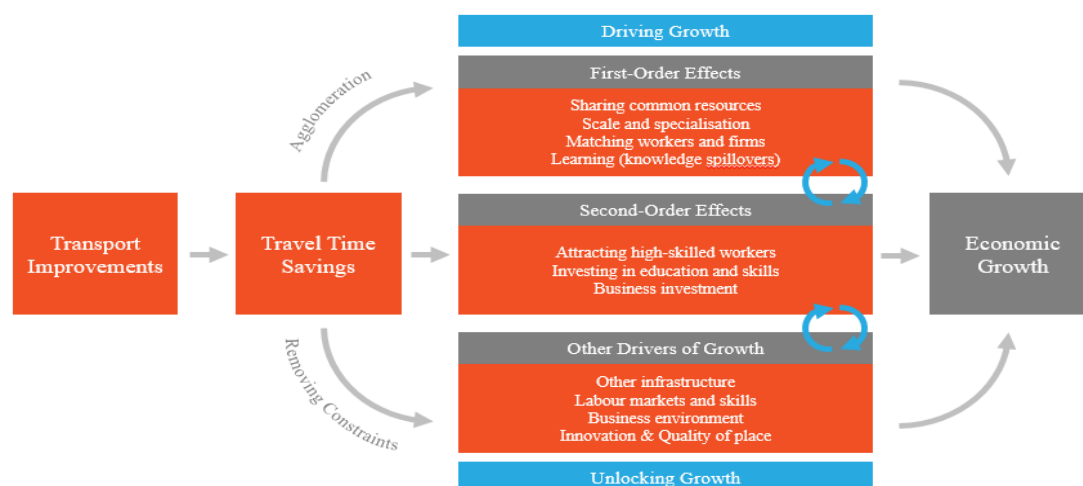 Driving Growth
First-Order Effects
Sharing common resources
Scale and specialisation
Matching workers and firms
Learning (knowledge spillovers)
Agglomeration
Transport
Improvements
Travel Time
Savings
Second-Order Effects
Attracting high-skilled workers
Investing in education and skills
Business investment
Economic
Growth
Removing Constraints
Other Drivers of Growth
Other infrastructure
Labour markets and skills
Business environment
Innovation & Quality of place
Unlocking Growth